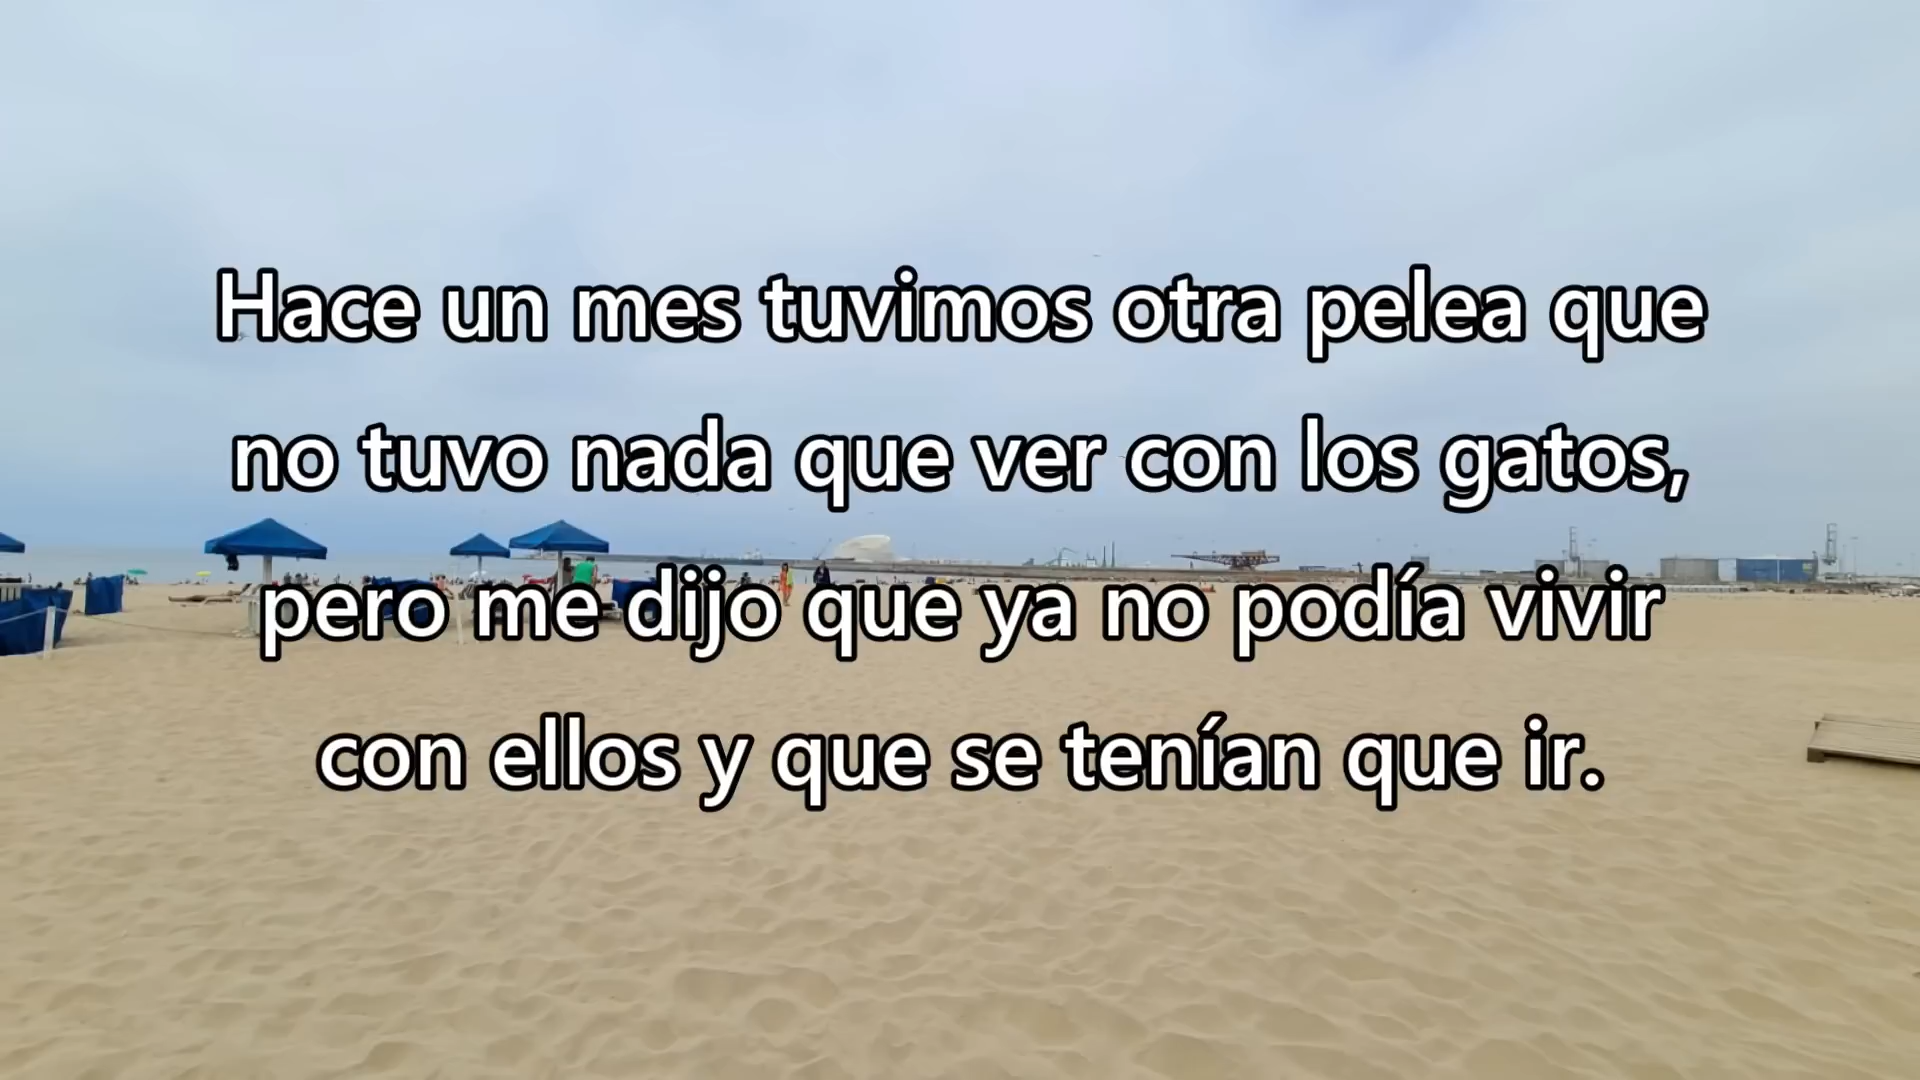 Hace un mes tuvimos otra pelea que
no tuvo nada que ver con los gatos,
pero me dijo que ya no podía vivir
con ellos y que se tenían que ir.